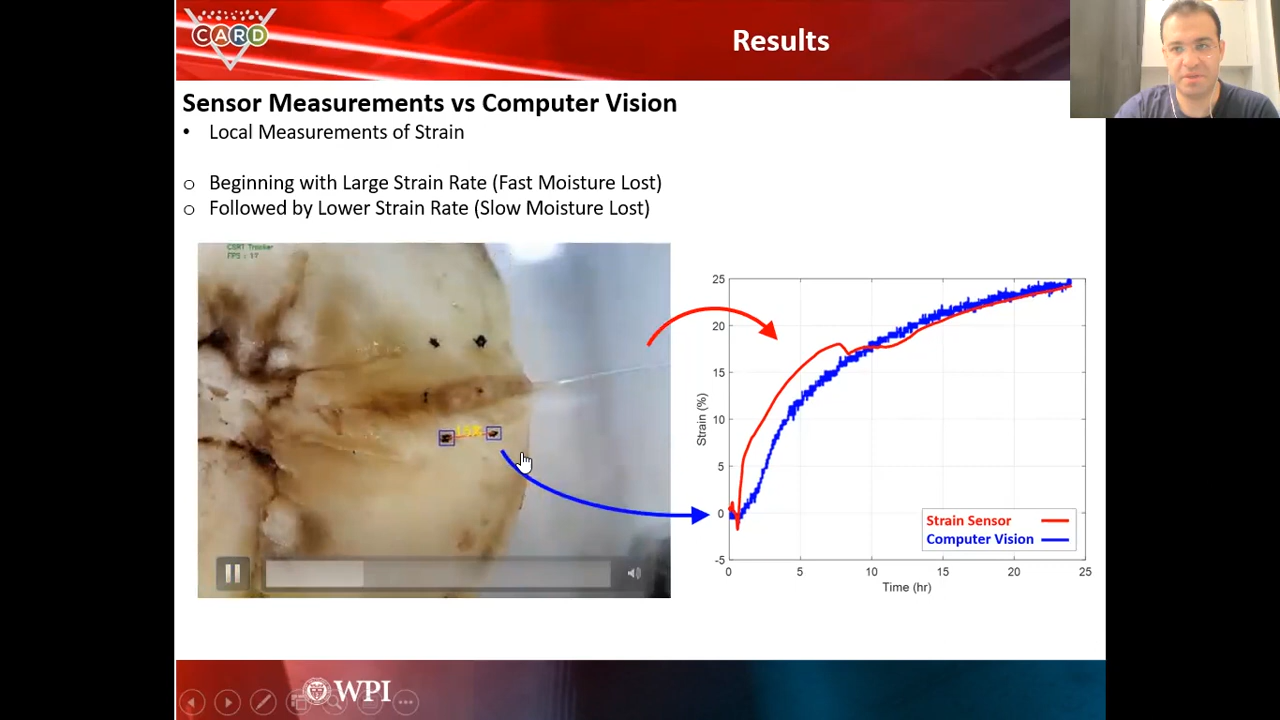 CARD
Results
Sensor Measurements vs Computer Vision
• Local Measurements of Strain
o Beginning with Large Strain Rate (Fast Moisture Lost)
o Followed by Lower Strain Rate (Slow Moisture Lost)
CSRT Tracker
FPS : 17
25
20
15
10
5
0
-5
Strain (%)
0 5 10 15 20 25
Time (hr)
Strain Sensor
Computer Vision
WPI